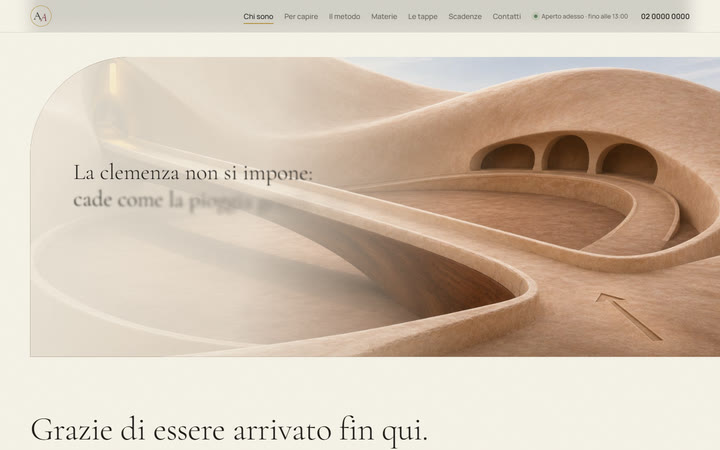 AA
Chi sono
Per capire
Il metodo
Materie
Le tappe
Scadenze
Contatti
Aperto adesso · fino alle 13:00
02 0000 0000
La clemenza non si impone:
cade come la pioggia
Grazie di essere arrivato fin qui.